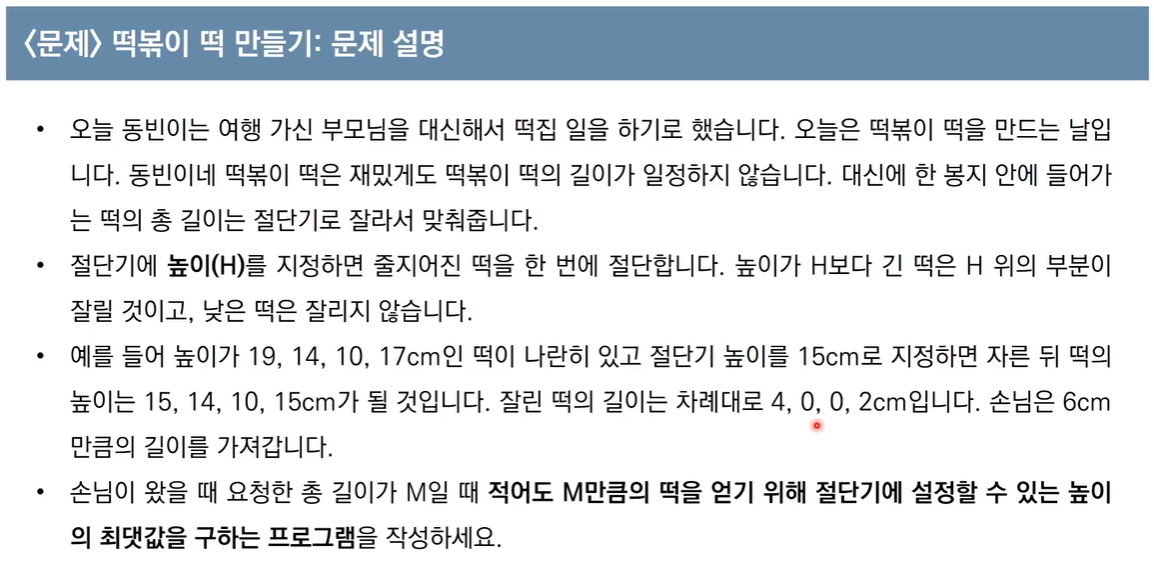 <문제> 떡볶이 떡 만들기: 문제 설명
• 오늘 동빈이는 여행 가신 부모님을 대신해서 떡집 일을 하기로 했습니다. 오늘은 떡볶이 떡을 만드는 날입
니다. 동빈이네 떡볶이 떡은 재밌게도 떡볶이 떡의 길이가 일정하지 않습니다. 대신에 한 봉지 안에 들어가
는 떡의 총 길이는 절단기로 잘라서 맞춰줍니다.
• 절단기에 높이(H)를 지정하면 줄지어진 떡을 한 번에 절단합니다. 높이가 H보다 긴 떡은 H 위의 부분이
잘릴 것이고, 낮은 떡은 잘리지 않습니다.
• 예를 들어 높이가 19, 14, 10, 17cm인 떡이 나란히 있고 절단기 높이를 15cm로 지정하면 자른 뒤 떡의
높이는 15, 14, 10, 15cm가 될 것입니다. 잘린 떡의 길이는 차례대로 4, 0, 0, 2cm입니다. 손님은 6cm
만큼의 길이를 가져갑니다.
• 손님이 왔을 때 요청한 총 길이가 M일 때 적어도 M만큼의 떡을 얻기 위해 절단기에 설정할 수 있는 높이
의 최댓값을 구하는 프로그램을 작성하세요.